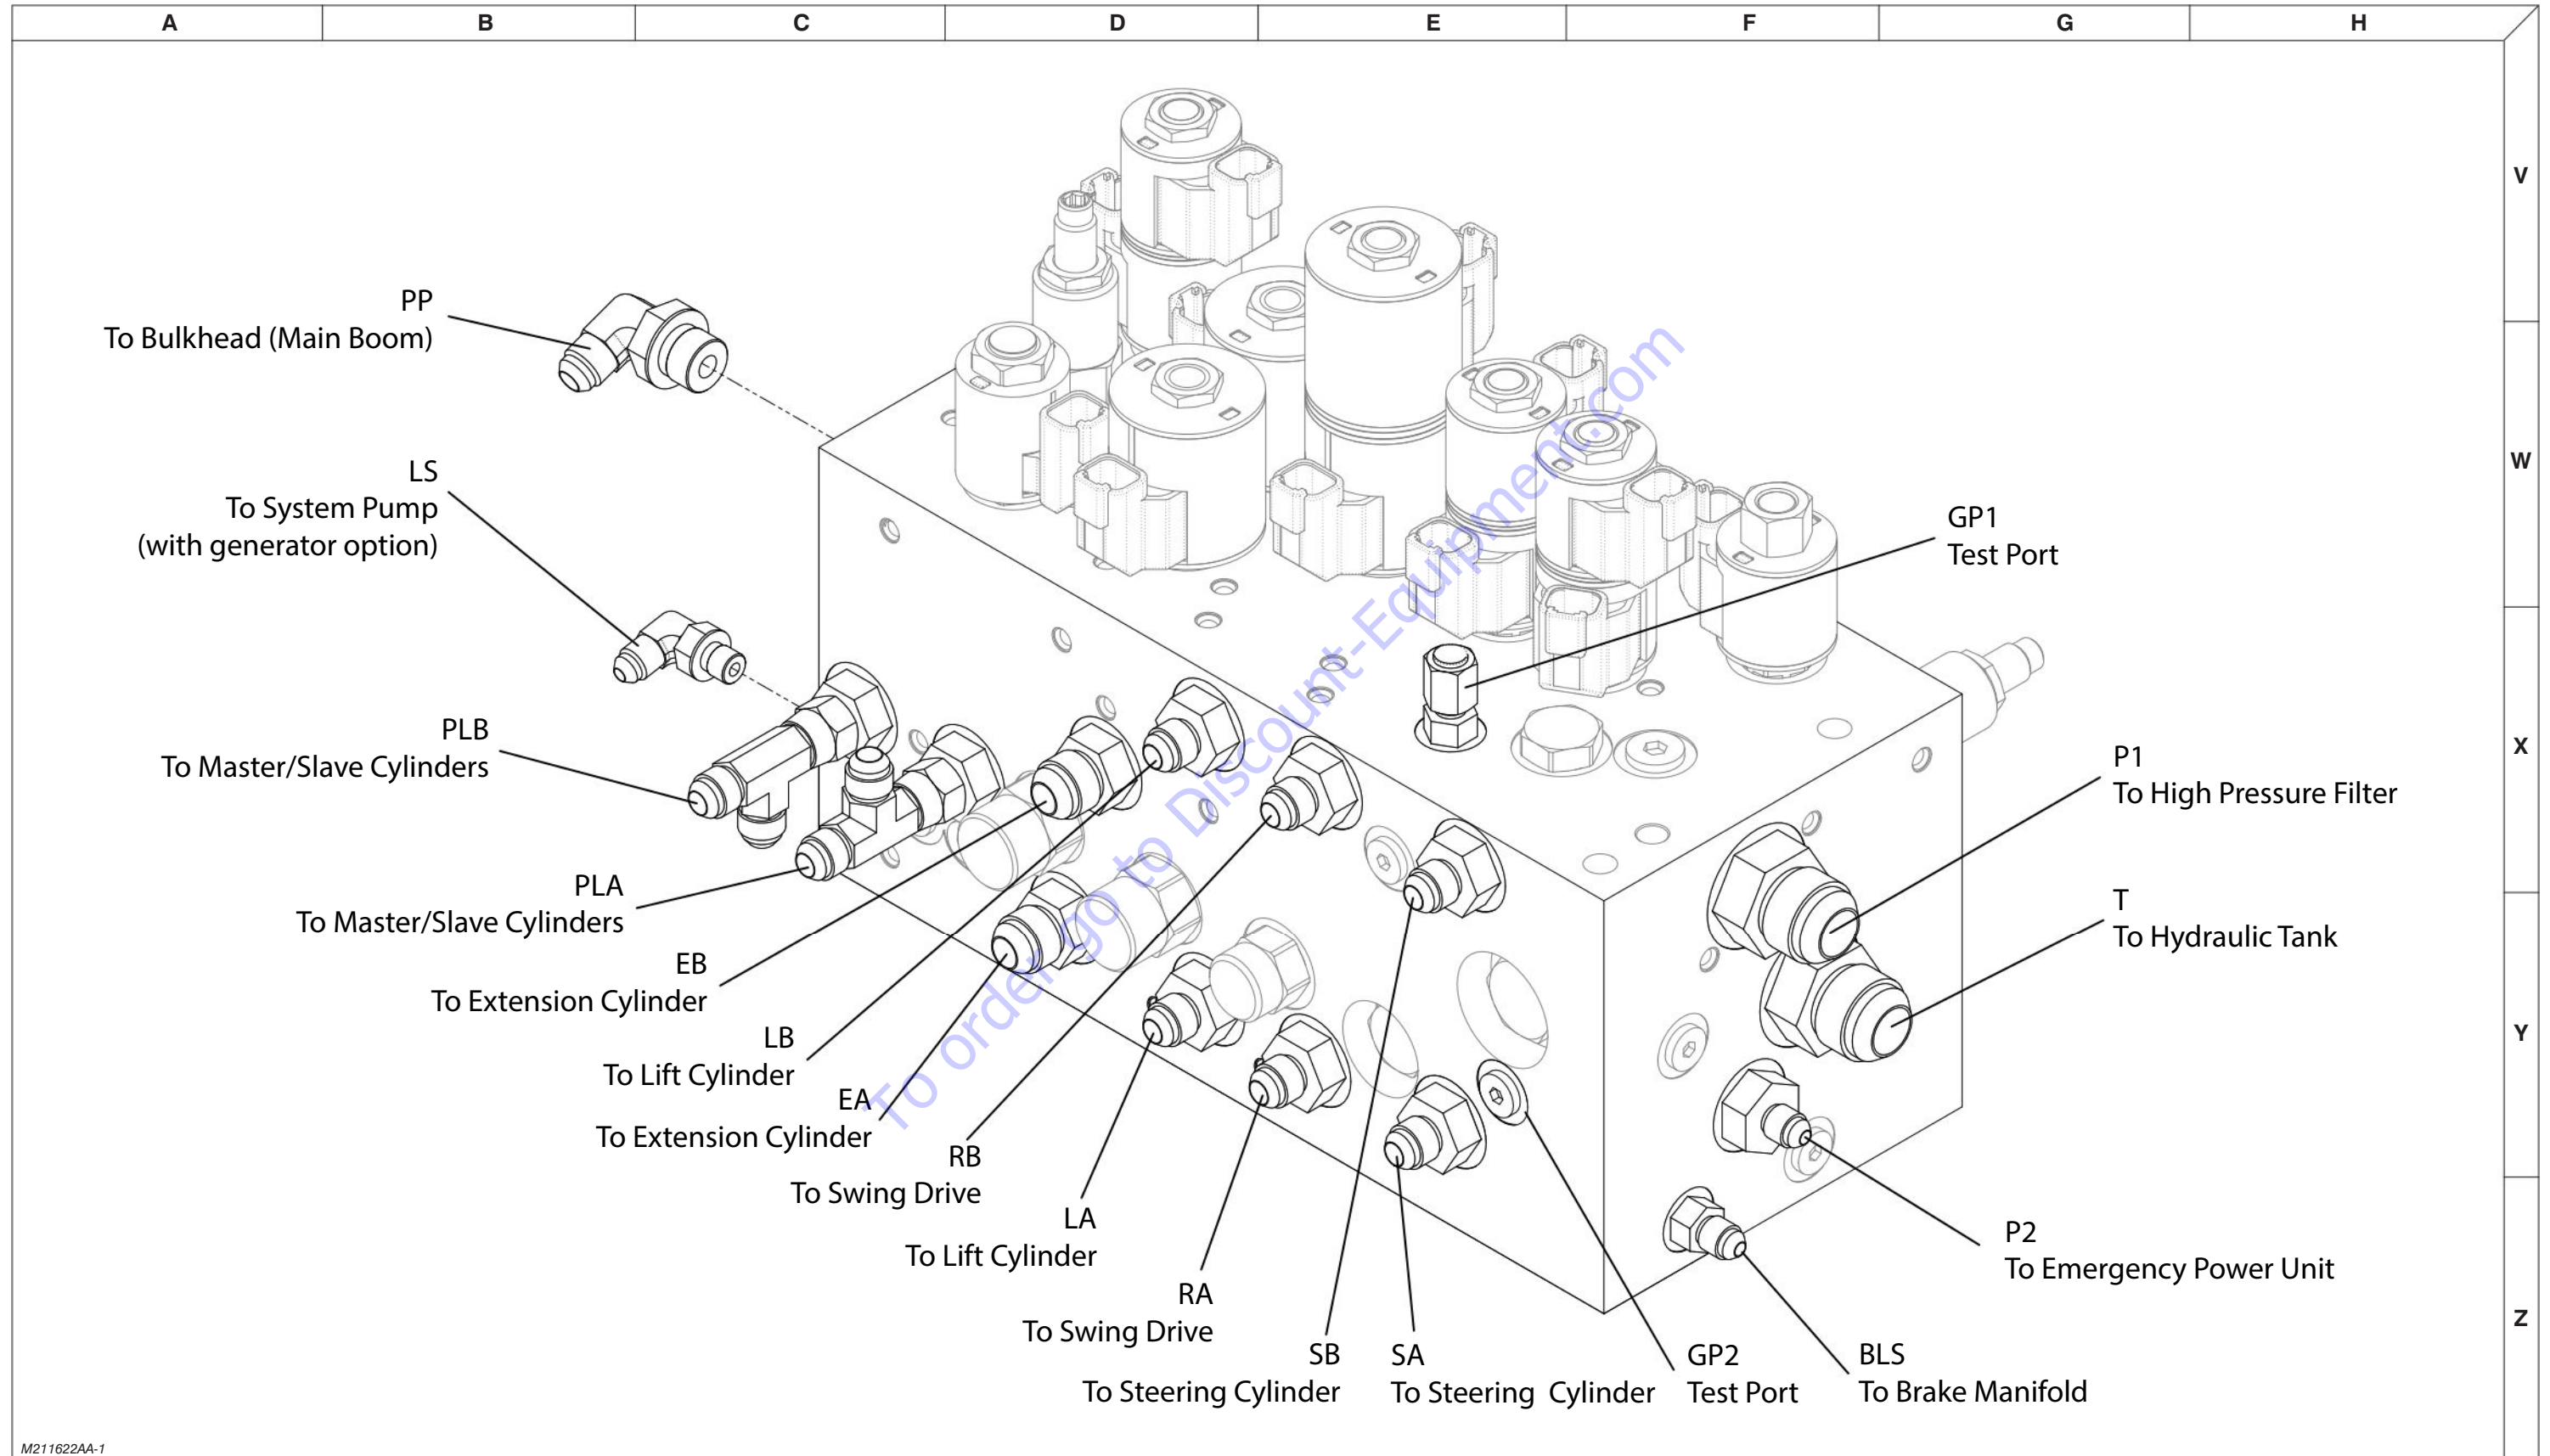 A B C D E F G H
V
PP
To Bulkhead (Main Boom)
W
LS
To System Pump
(with generator option)
GP1
Test Port
PLB
To Master/Slave Cylinders
X
P1
To High Pressure Filter
PLA
To Master/Slave Cylinders
T
To Hydraulic Tank
EB
To Extension Cylinder
LB
To Lift Cylinder
Y
EA
To Extension Cylinder
RB
To Swing Drive
LA
To Lift Cylinder
P2
To Emergency Power Unit
RA
To Swing Drive
Z
SB
To Steering Cylinder
SA
To Steering Cylinder
GP2
Test Port
BLS
To Brake Manifold
M211622AA-1
To order go to Discount-Equipment.com